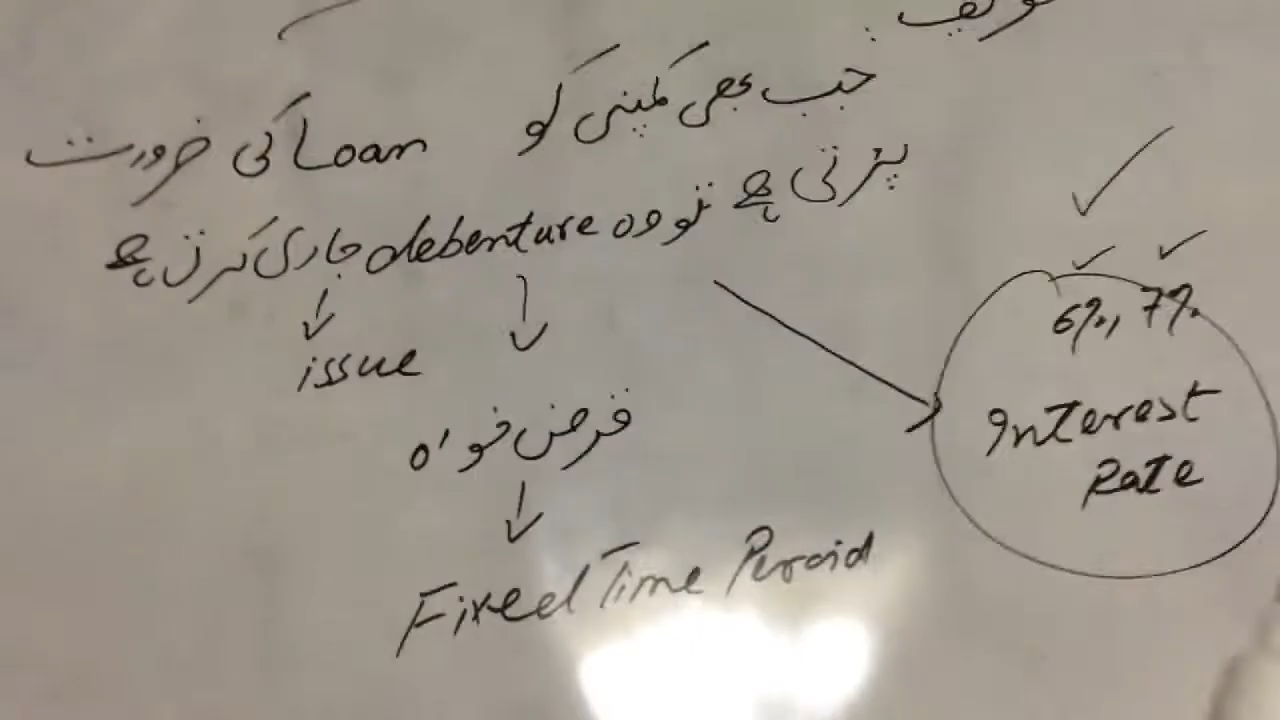 جب بھی کمپنی کو Loan کی ضرورت
پڑتی ہے تو وہ debenture جاری کرتی ہے
issue
قرض خواہ
Fixed Time Peroid
6%, 7%
Interest
Rate